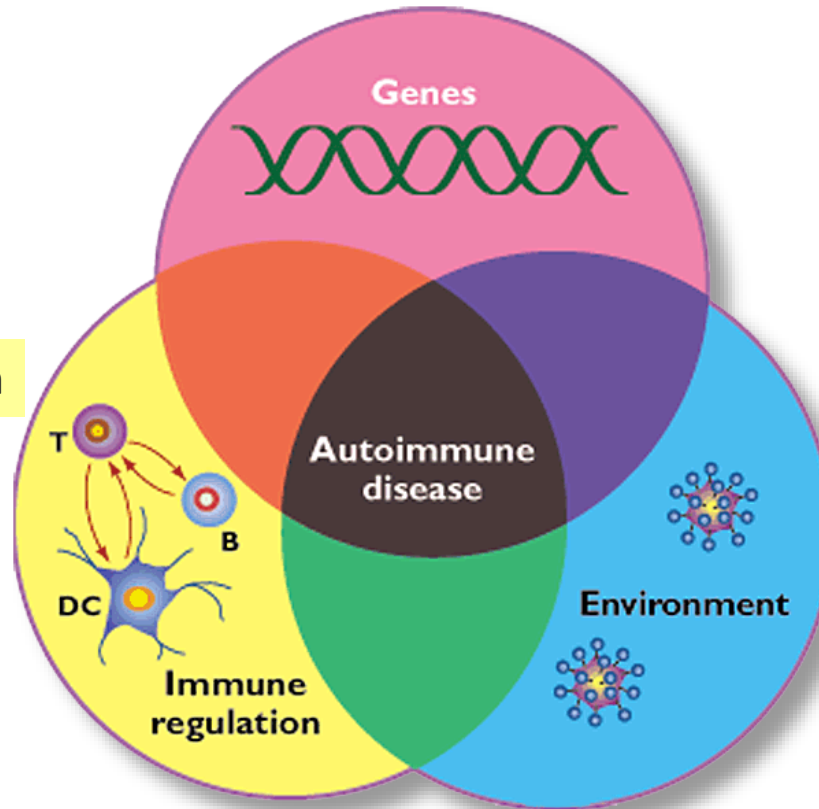 Genes
T
B
DC
Autoimmune
disease
Environment
Immune
regulation